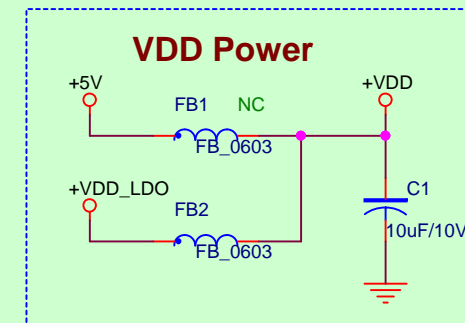 VDD Power
+5V
+VDD
FB1 NC
FB_0603
+VDD_LDO
FB2
FB_0603
C1
10uF/10V